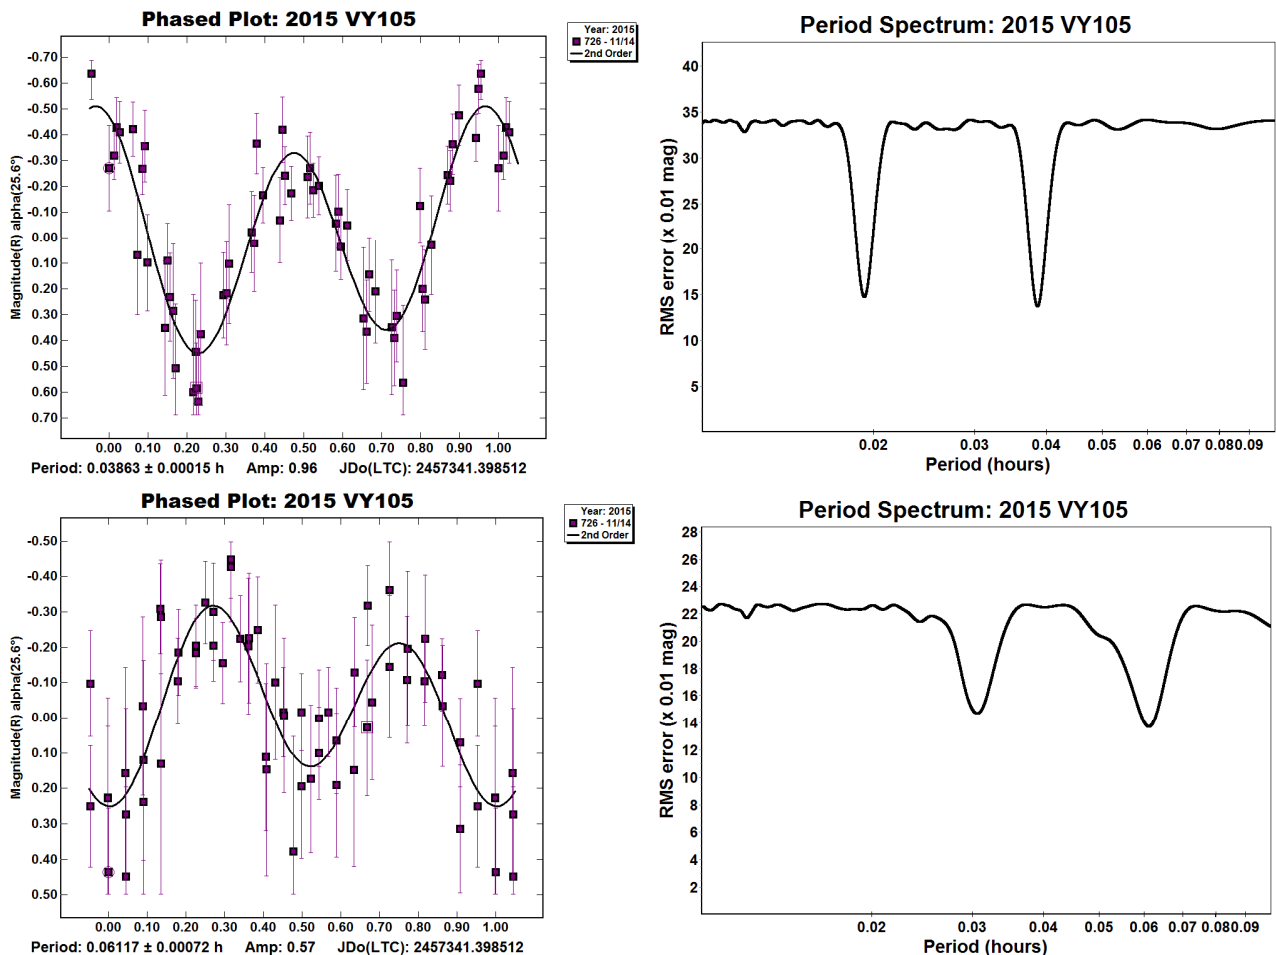 Phased Plot: 2015 VY105
Year: 2015
726 - 11/14
2nd Order
Magnitude(R) alpha(25.6°)
-0.70
-0.60
-0.50
-0.40
-0.30
-0.20
-0.10
0.00
0.10
0.20
0.30
0.40
0.50
0.60
0.70
0.00 0.10 0.20 0.30 0.40 0.50 0.60 0.70 0.80 0.90 1.00
Period: 0.03863 ± 0.00015 h Amp: 0.96 JDo(LTC): 2457341.398512
Period Spectrum: 2015 VY105
RMS error (x 0.01 mag)
40
35
30
25
20
15
10
5
0.02 0.03 0.04 0.05 0.06 0.07 0.08 0.09
Period (hours)
Phased Plot: 2015 VY105
Year: 2015
726 - 11/14
2nd Order
Magnitude(R) alpha(25.6°)
-0.50
-0.40
-0.30
-0.20
-0.10
0.00
0.10
0.20
0.30
0.40
0.50
0.00 0.10 0.20 0.30 0.40 0.50 0.60 0.70 0.80 0.90 1.00
Period: 0.06117 ± 0.00072 h Amp: 0.57 JDo(LTC): 2457341.398512
Period Spectrum: 2015 VY105
RMS error (x 0.01 mag)
28
26
24
22
20
18
16
14
12
10
8
6
4
2
0.02 0.03 0.04 0.05 0.06 0.07 0.08 0.09
Period (hours)